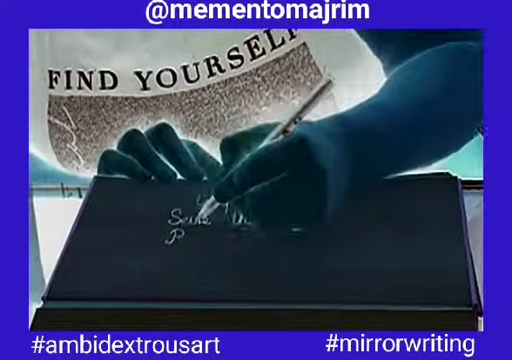 @mementomajrim
FIND YOURSELF
#ambidextrousart
#mirrorwriting